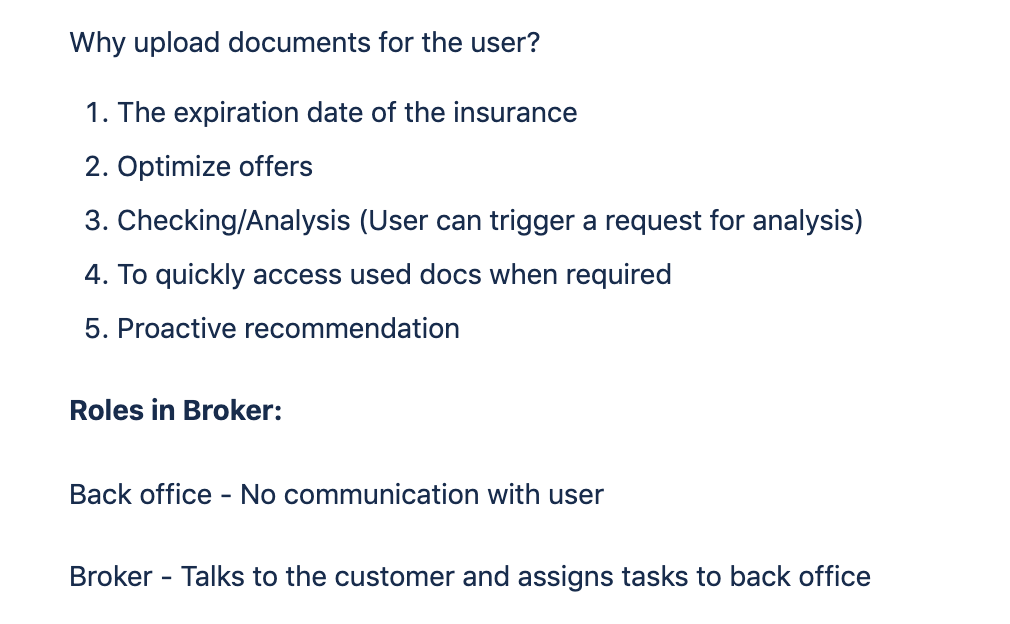 Why upload documents for the user?
1. The expiration date of the insurance
2. Optimize offers
3. Checking/Analysis (User can trigger a request for analysis)
4. To quickly access used docs when required
5. Proactive recommendation
Roles in Broker:
Back office - No communication with user
Broker - Talks to the customer and assigns tasks to back office